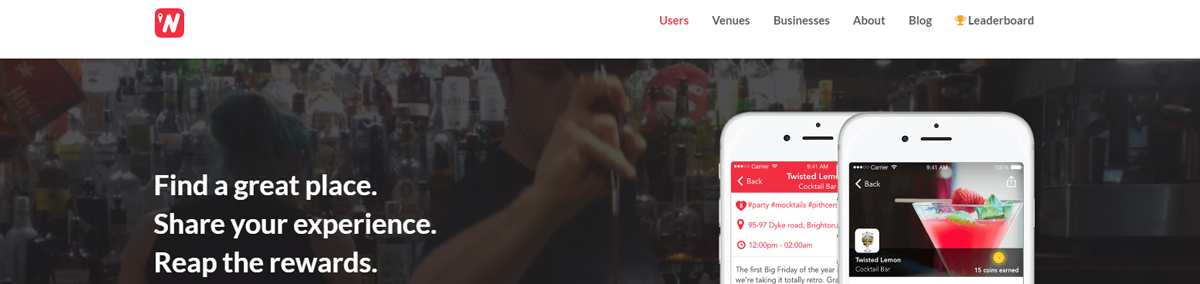 N
Users Venues Businesses About Blog Leaderboard
Find a great place.
Share your experience.
Reap the rewards.
Carrier 9:41 AM
Back Twisted Lem
Cocktail Bar
#party #mocktails #pithcert
95-97 Dyke road, Brighton,
12:00pm - 02:00am
The first Big Friday of the year
we're taking it totally retro. Gra
Carrier 9:41 AM 100%
Back
Twisted Lemon
Cocktail Bar
15 coins earned